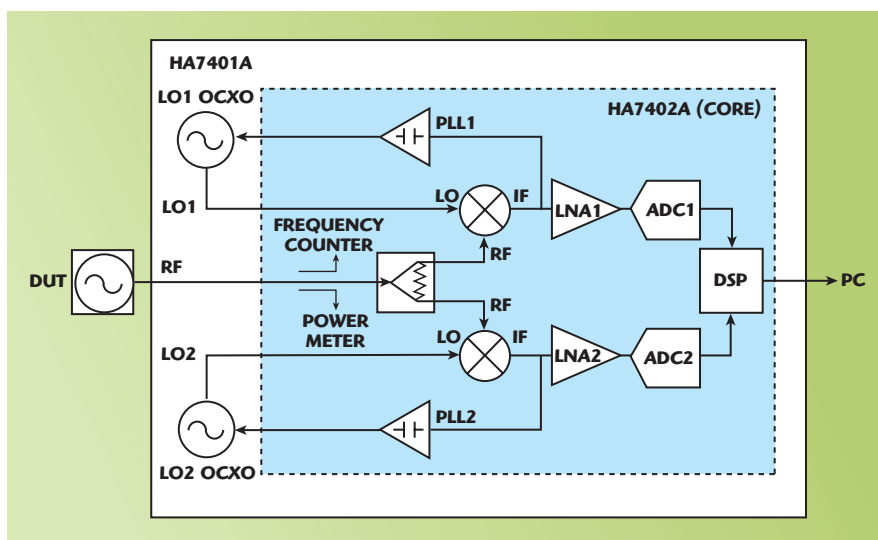 HA7401A
LO1 OCXO
HA7402A (CORE)
PLL1
LO1
LO
IF
LNA1
ADC1
FREQUENCY
COUNTER
RF
DUT
RF
DSP
PC
POWER
METER
RF
LO2
LO
IF
LNA2
ADC2
PLL2
LO2 OCXO